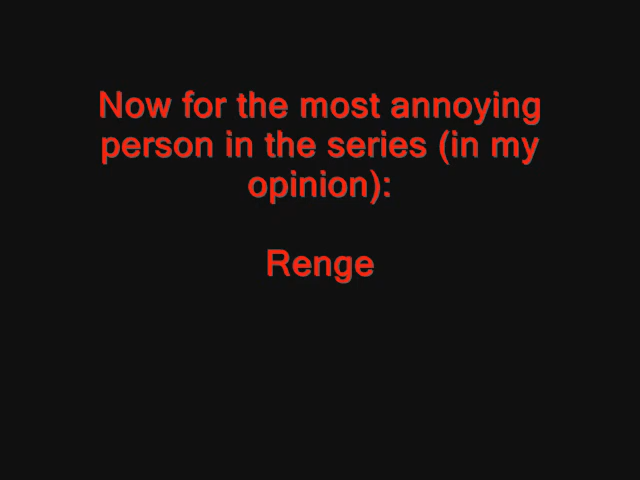 Now for the most annoying
person in the series (in my
opinion):
Renge